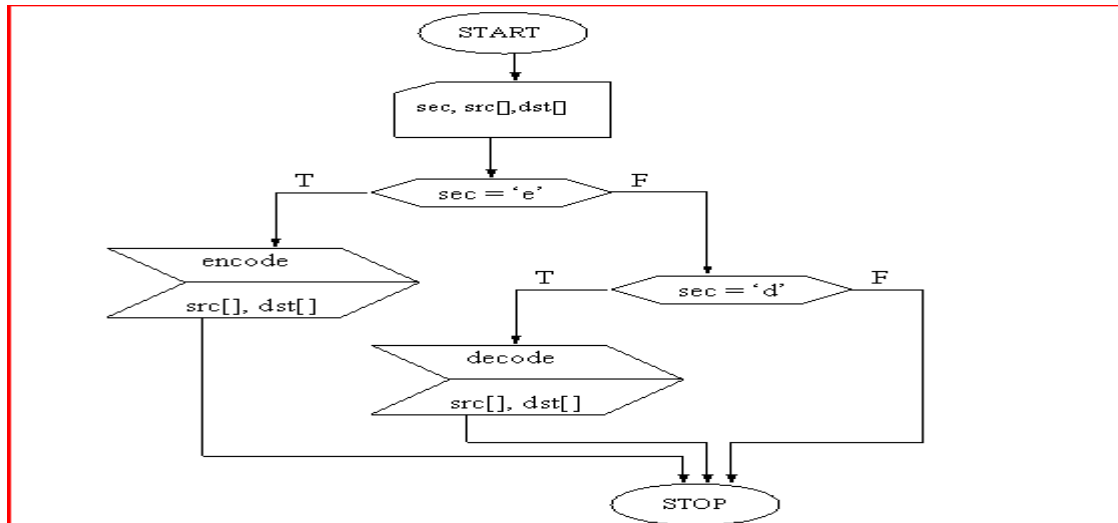 START
sec, src[],dst[]
T
sec = ‘e’
F
encode
src[], dst[]
T
sec = ‘d’
F
decode
src[], dst[]
STOP